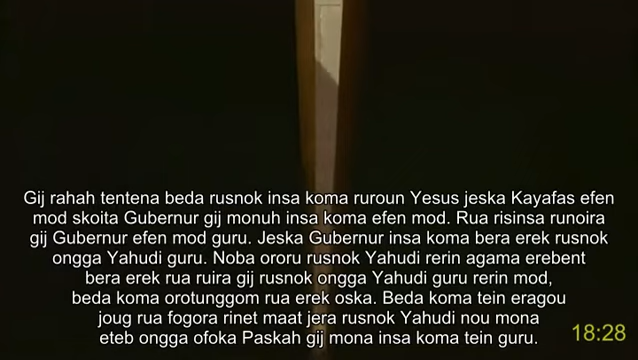 Gij rahah tentena beda rusnok insa koma ruroun Yesus jeska Kayafas efen
mod skoita Gubernur gij monuh insa koma efen mod. Rua risinsa runoira
gij Gubernur efen mod guru. Jeska Gubernur insa koma bera erek rusnok
ongga Yahudi guru. Noba ororu rusnok Yahudi rerin agama erebent
bera erek rua ruira gij rusnok ongga Yahudi guru rerin mod,
beda koma orotunggom rua erek oska. Beda koma tein eragou
joug rua fogora rinet maat jera rusnok Yahudi nou mona
eteb ongga ofoka Paskah gij mona insa koma tein guru.
18:28